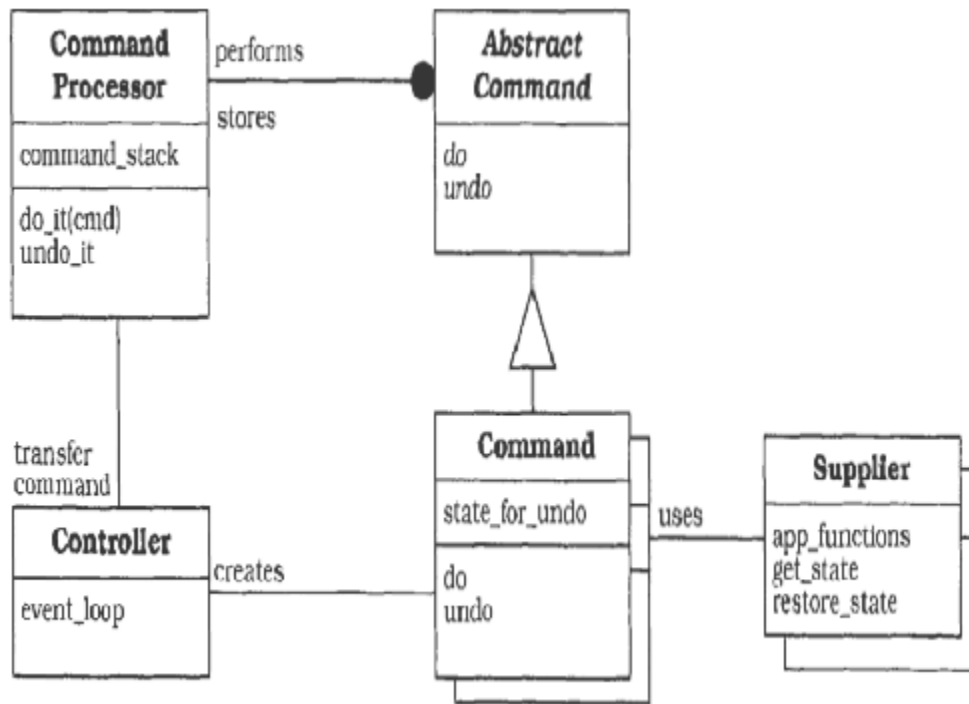 Command
Processor
command_stack
do_it(cmd)
undo_it
performs
stores
Abstract
Command
do
undo
transfer
command
Controller
event_loop
creates
Command
state_for_undo
do
undo
uses
Supplier
app_functions
get_state
restore_state